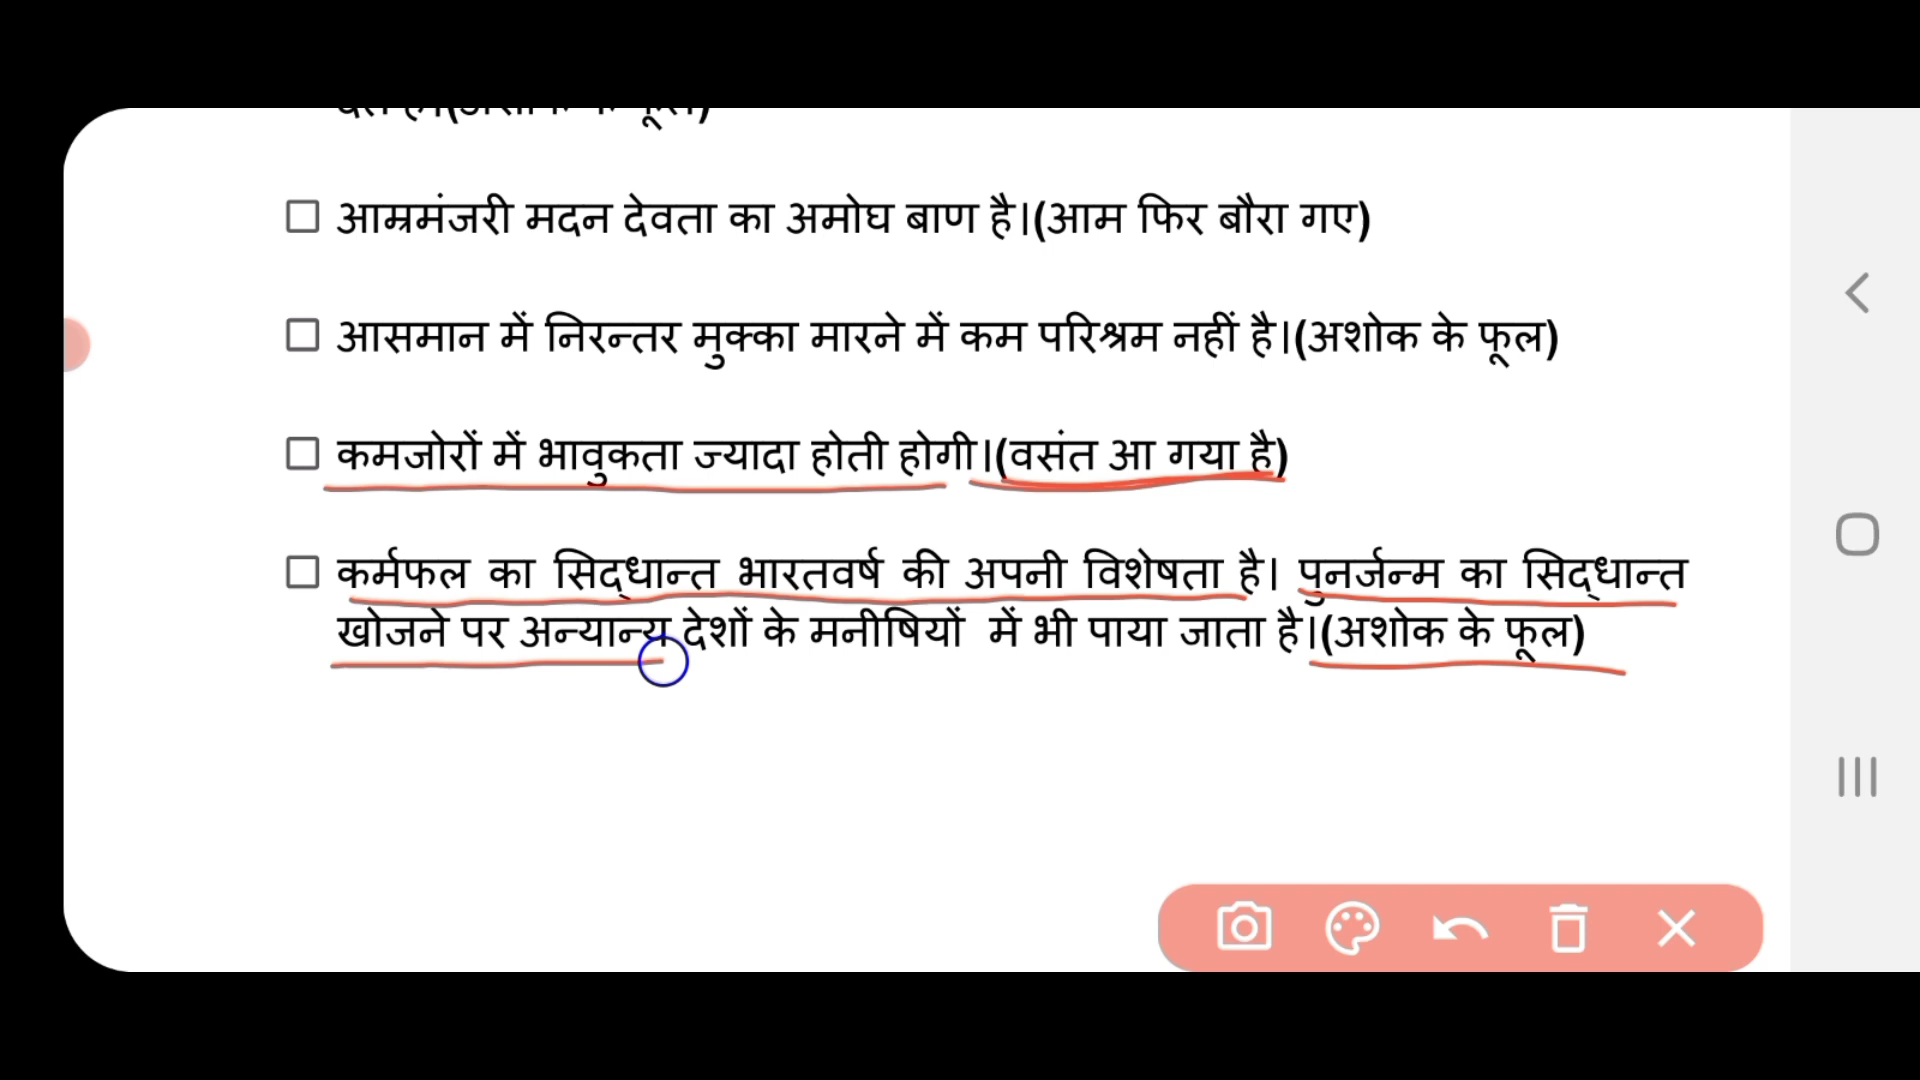 आम्रमंजरी मदन देवता का अमोघ बाण है।(आम फिर बौरा गए)
आसमान में निरन्तर मुक्का मारने में कम परिश्रम नहीं है।(अशोक के फूल)
कमजोरों में भावुकता ज्यादा होती होगी।(वसंत आ गया है)
कर्मफल का सिद्धान्त भारतवर्ष की अपनी विशेषता है। पुनर्जन्म का सिद्धान्त
खोजने पर अन्यान्य देशों के मनीषियों में भी पाया जाता है।(अशोक के फूल)